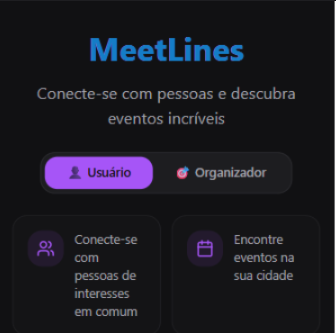 MeetLines
Conecte-se com pessoas e descubra
eventos incríveis
Usuário
Organizador
Conecte-se
com
pessoas de
interesses
em comum
Encontre
eventos na
sua cidade